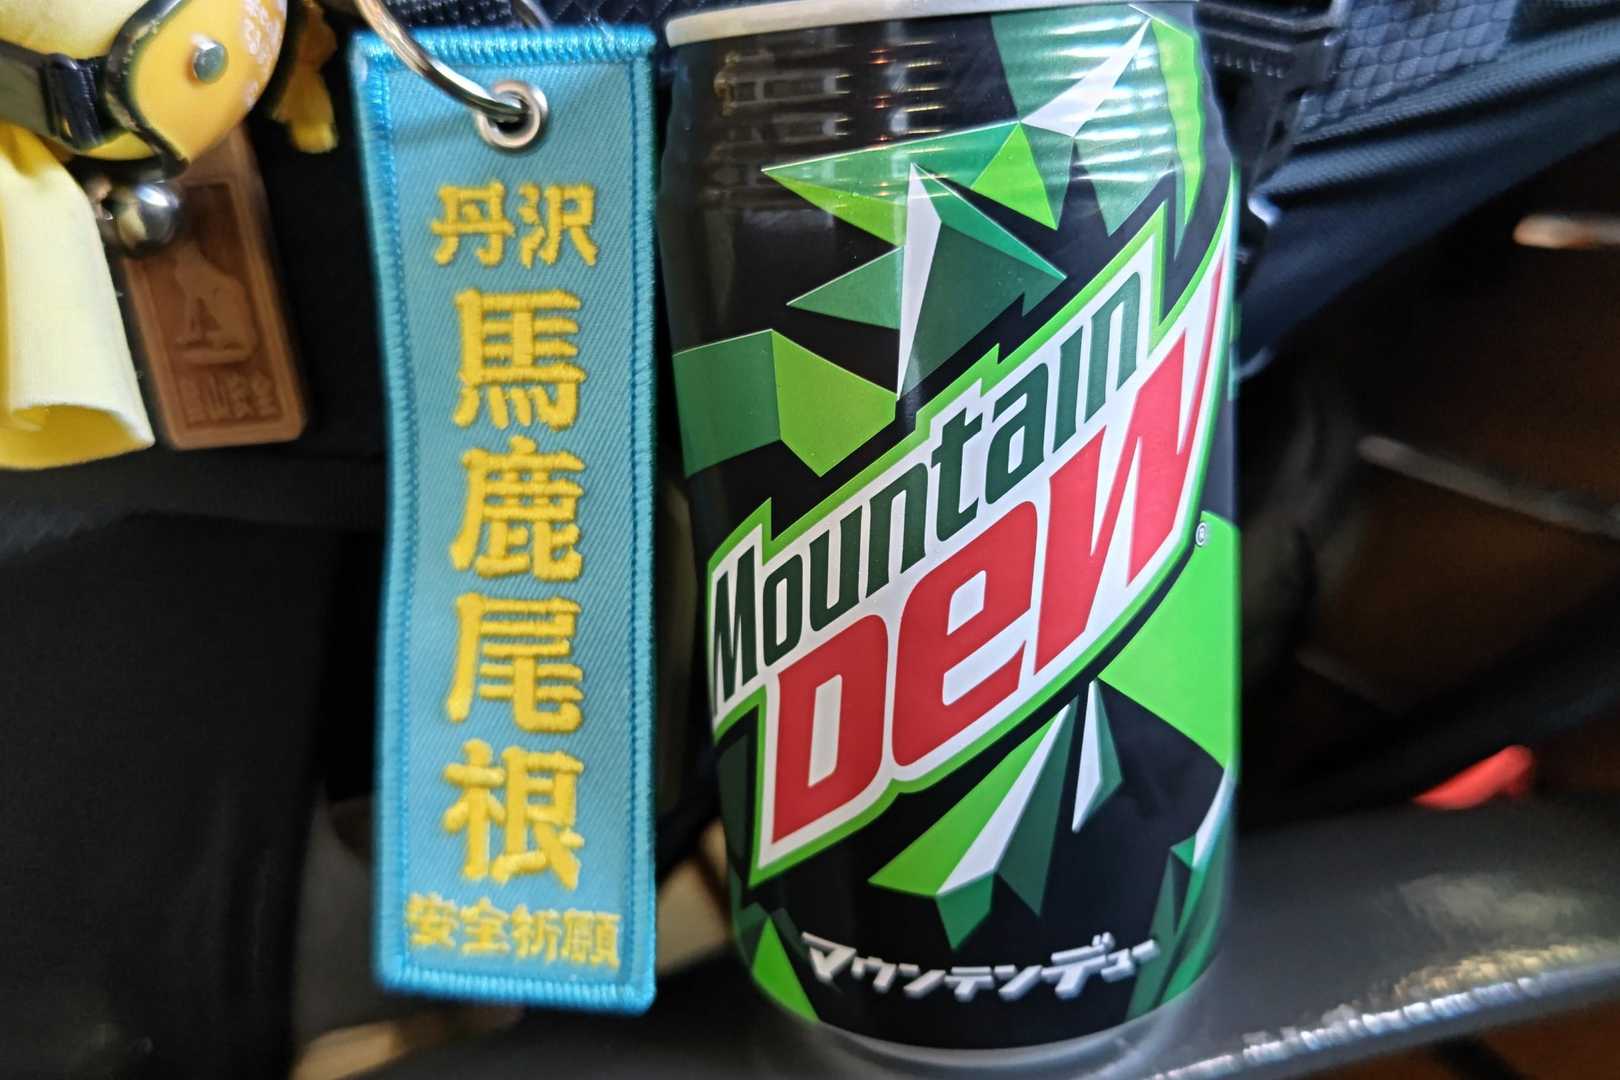 丹沢
馬鹿尾根
安全祈願
Mountain
Dew
®
マウンテンデュー